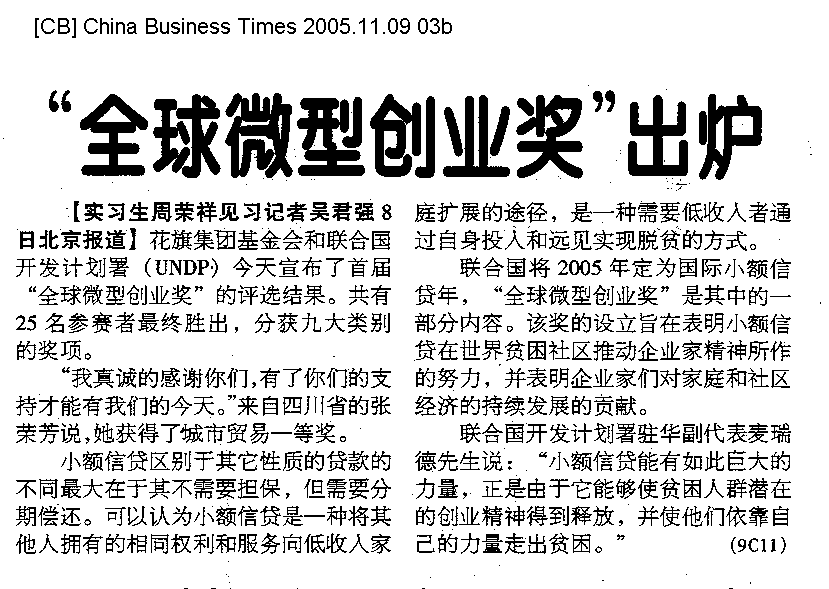 [CB] China Business Times 2005.11.09 03b
“全球微型创业奖”出炉
【实习生周荣祥见习记者吴君强 8
日北京报道】花旗集团基金会和联合国
开发计划署（UNDP）今天宣布了首届
“全球微型创业奖”的评选结果。共有
25 名参赛者最终胜出，分获九大类别
的奖项。
“我真诚的感谢你们,有了你们的支
持才能有我们的今天。”来自四川省的张
荣芳说,她获得了城市贸易一等奖。
小额信贷区别于其它性质的贷款的
不同最大在于其不需要担保，但需要分
期偿还。可以认为小额信贷是一种将其
他人拥有的相同权利和服务向低收入家
庭扩展的途径，是一种需要低收入者通
过自身投入和远见实现脱贫的方式。
联合国将 2005 年定为国际小额信
贷年，“全球微型创业奖”是其中的一
部分内容。该奖的设立旨在表明小额信
贷在世界贫困社区推动企业家精神所作
的努力，并表明企业家们对家庭和社区
经济的持续发展的贡献。
联合国开发计划署驻华副代表麦瑞
德先生说：“小额信贷能有如此巨大的
力量，正是由于它能够使贫困人群潜在
的创业精神得到释放，并使他们依靠自
己的力量走出贫困。”
(9C11)